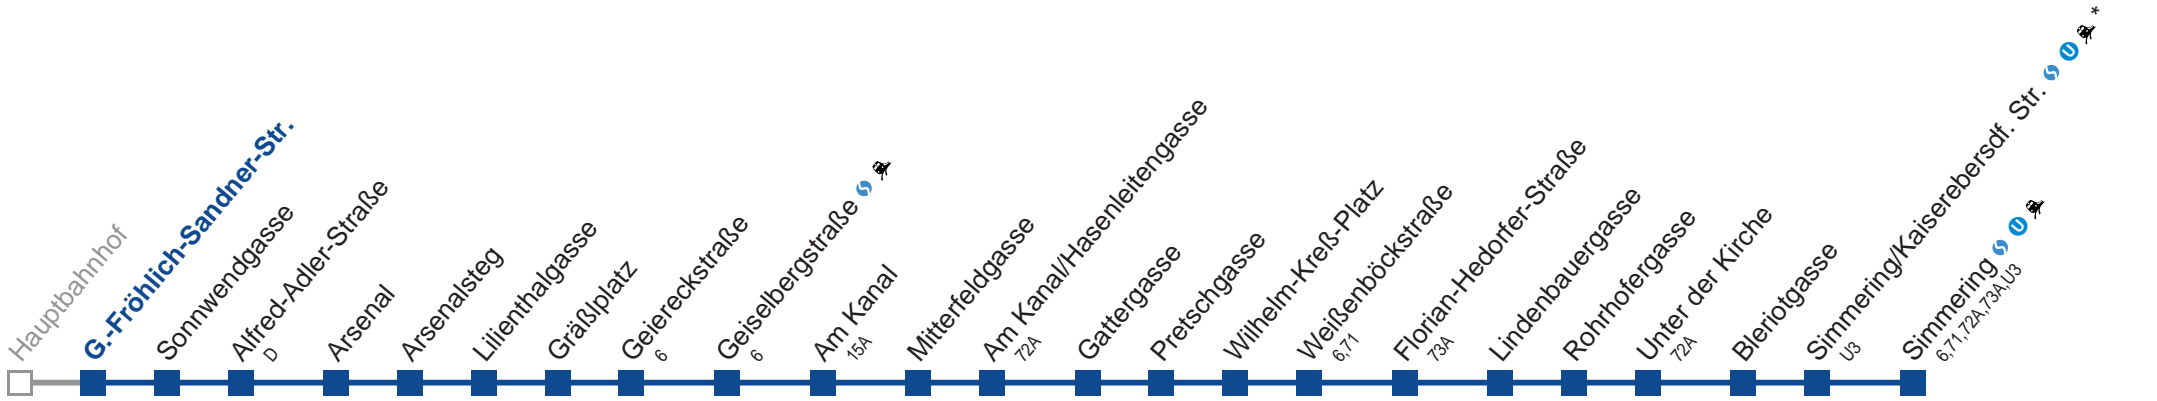 Hauptbahnhof
G.-Fröhlich-Sandner-Str.
Sonnwendgasse
Alfred-Adler-Straße
D
Arsenal
Arsenalsteg
Lilienthalgasse
Gräßlplatz
Geiereckstraße
6
Geiselbergstraße S
6
Am Kanal
15A
Mitterfeldgasse
Am Kanal/Hasenleitengasse
72A
Gattergasse
Pretschgasse
Wilhelm-Kreß-Platz
Weißenböckstraße
6,71
Florian-Hedorfer-Straße
73A
Lindenbauergasse
Rohrhofergasse
Unter der Kirche
72A
Bleriotgasse
Simmering/Kaiserebersdf. Str. S U *
U3
Simmering S U
6,71,72A,73A,U3